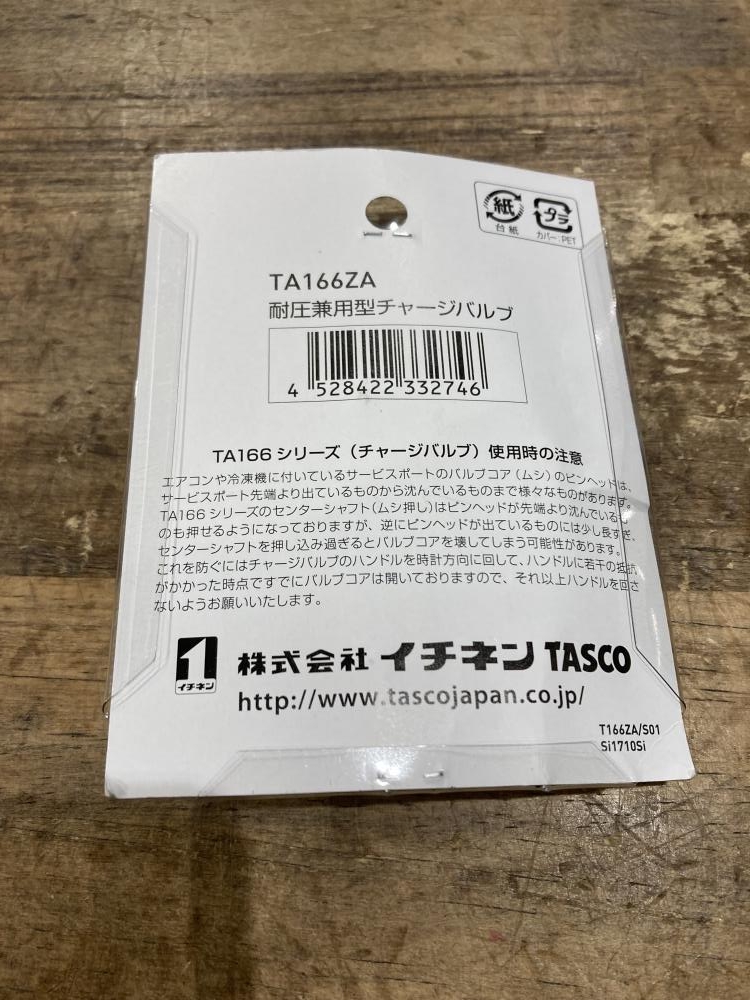 紙
台紙
プラ
カバー:PET
TA166ZA
耐圧兼用型チャージバルブ
4 528422 332746
TA166 シリーズ（チャージバルブ）使用時の注意
エアコンや冷凍機に付いているサービスポートのバルブコア（ムシ）のピンヘッドは、
サービスポート先端より出ているものから沈んでいるものまで様々なものがあります。
TA166 シリーズのセンターシャフト（ムシ押し）はピンヘッドが先端より沈んでいるも
のも押せるようになっておりますが、逆にピンヘッドが出ているものには少し長すぎ、
センターシャフトを押し込み過ぎるとバルブコアを壊してしまう可能性があります。
これを防ぐにはチャージバルブのハンドルを時計方向に回して、ハンドルに若干の抵抗
がかかった時点ですでにバルブコアは開いておりますので、それ以上ハンドルを回さ
ないようお願いいたします。
1
イチネン
株式会社 イチネン TASCO
http://www.tascojapan.co.jp/
T166ZA/S01
Si1710Si